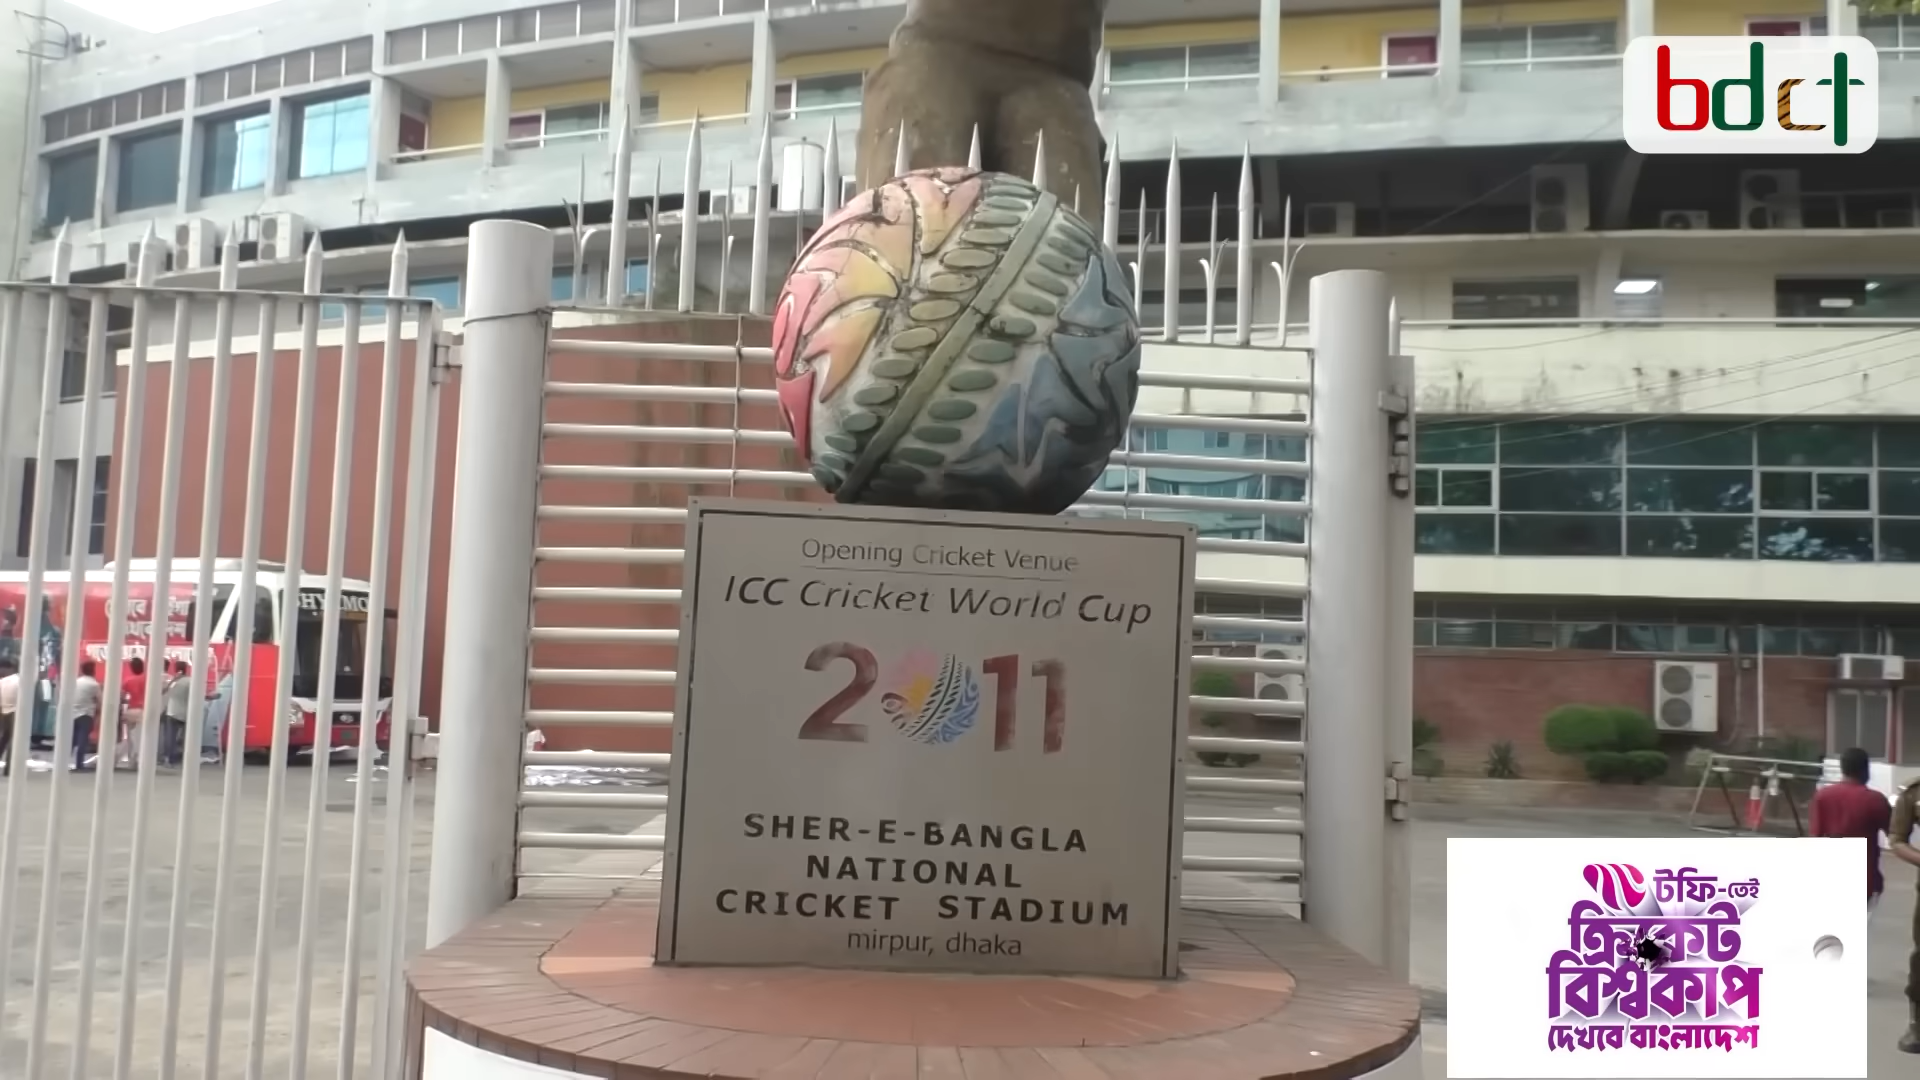 bdct
Opening Cricket Venue
ICC Cricket World Cup
2011
SHER-E-BANGLA
NATIONAL
CRICKET STADIUM
mirpur, dhaka
টফি-তেই
ক্রিকেট
বিশ্বকাপ
দেখবে বাংলাদেশ